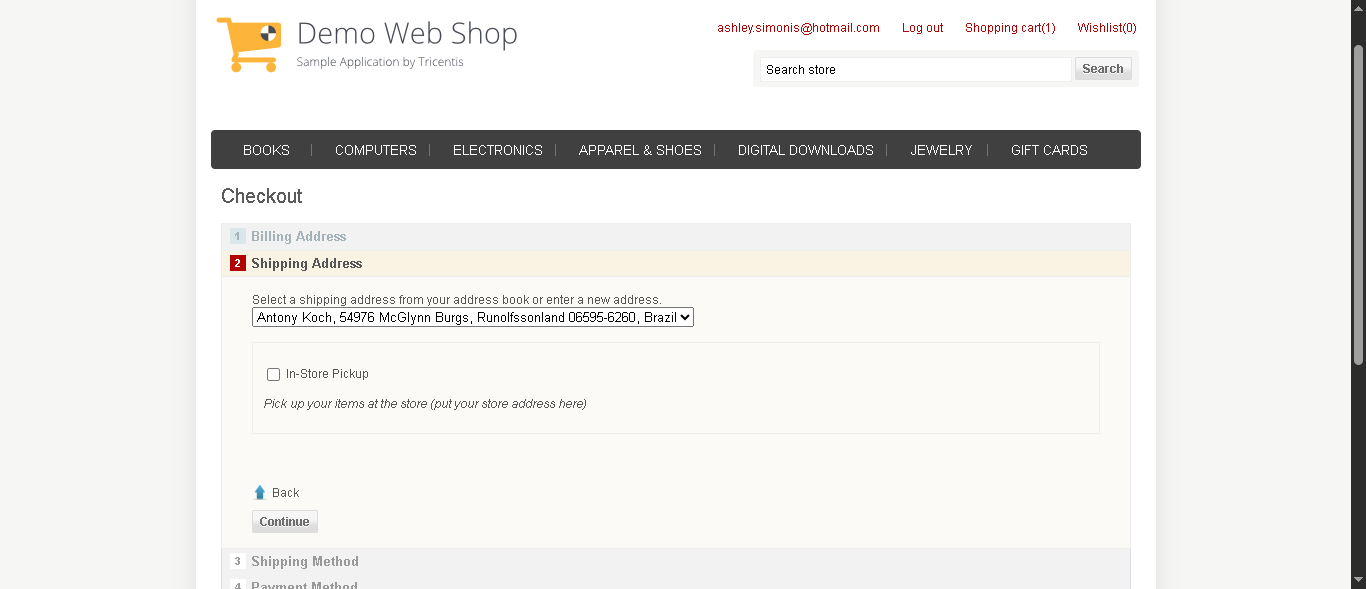 Demo Web Shop
Sample Application by Tricentis
ashley.simonis@hotmail.com Log out Shopping cart(1) Wishlist(0)
Search store Search
BOOKS COMPUTERS ELECTRONICS APPAREL & SHOES DIGITAL DOWNLOADS JEWELRY GIFT CARDS
Checkout
1 Billing Address
2 Shipping Address
Select a shipping address from your address book or enter a new address.
Antony Koch, 54976 McGlynn Burgs, Runolfssonland 06595-6260, Brazil
In-Store Pickup
Pick up your items at the store (put your store address here)
Back
Continue
3 Shipping Method
4 Payment Method